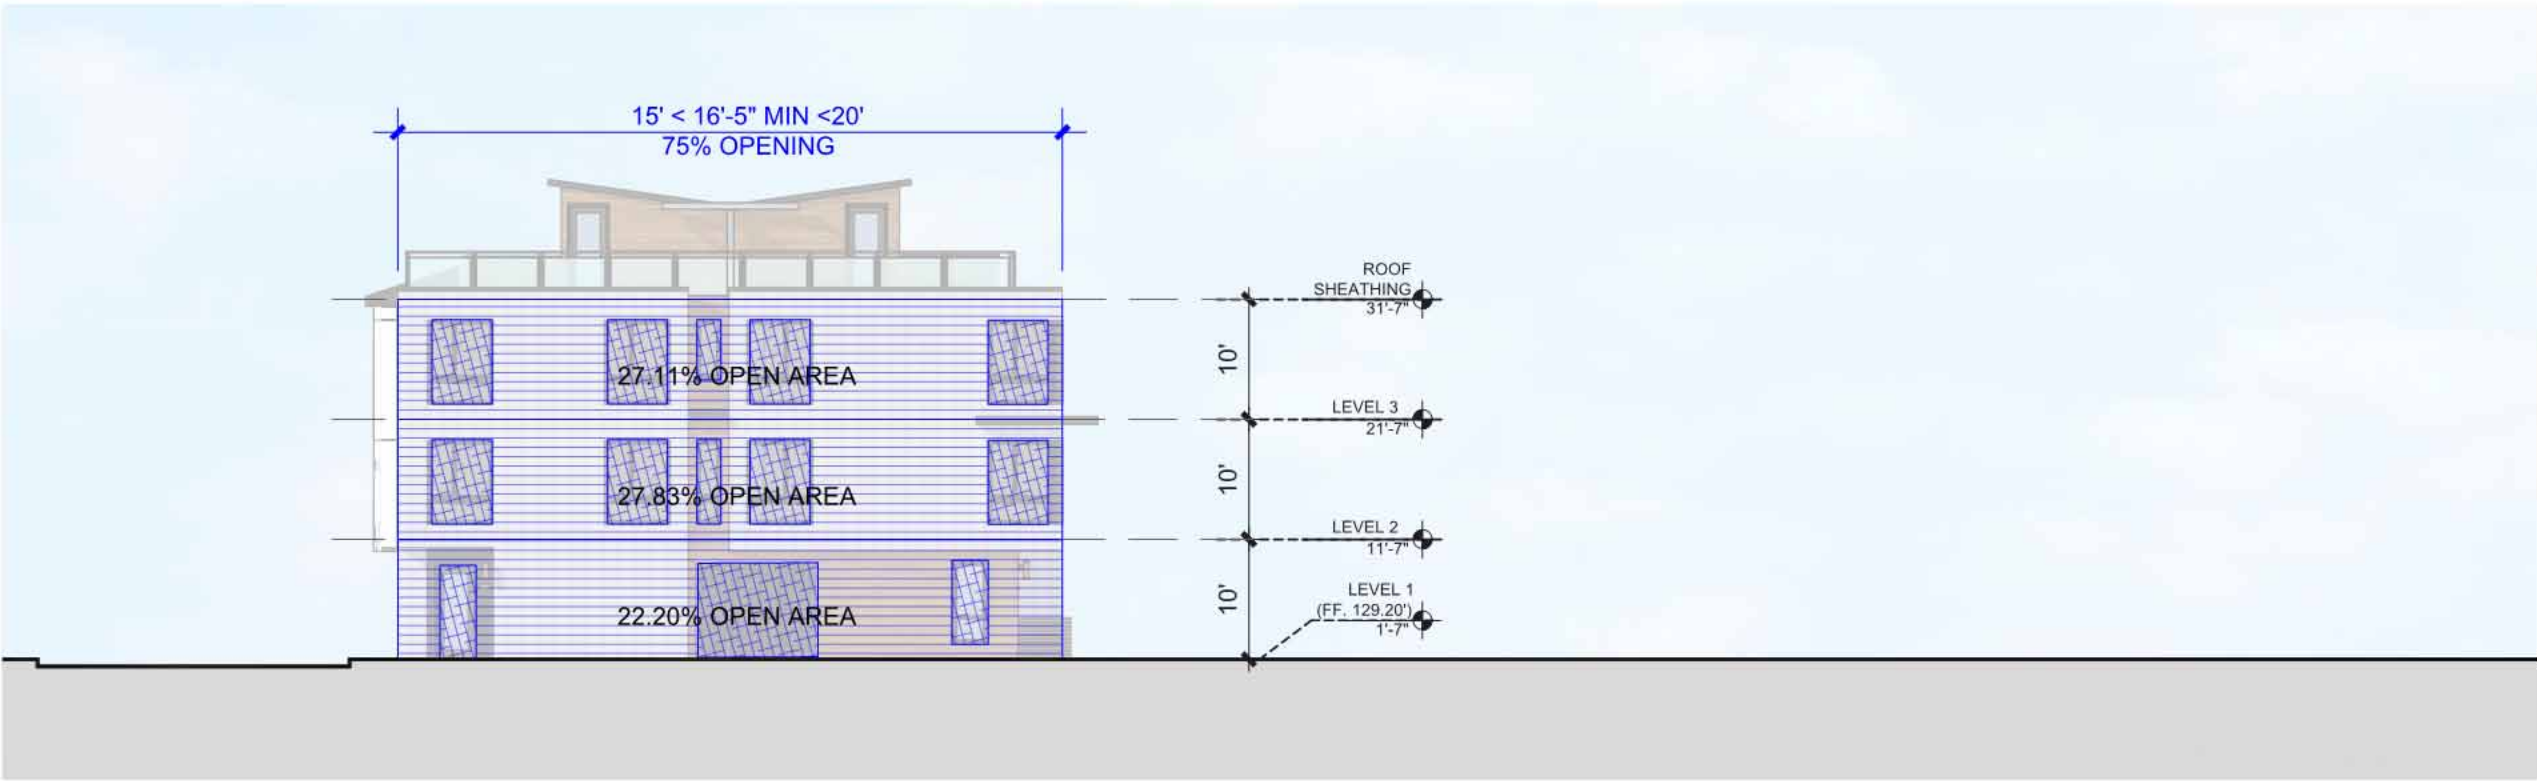 15' < 16'-5" MIN <20'
75% OPENING
ROOF
SHEATHING
31'-7"
10'
27.11% OPEN AREA
LEVEL 3
21'-7"
10'
27.83% OPEN AREA
LEVEL 2
11'-7"
10'
22.20% OPEN AREA
LEVEL 1
(FF. 129.20')
1'-7"